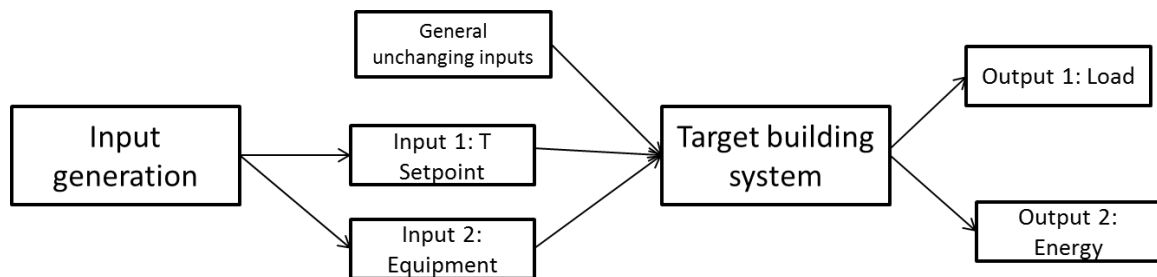 General
unchanging inputs
Input
generation
Input 1: T
Setpoint
Input 2:
Equipment
Target building
system
Output 1: Load
Output 2:
Energy